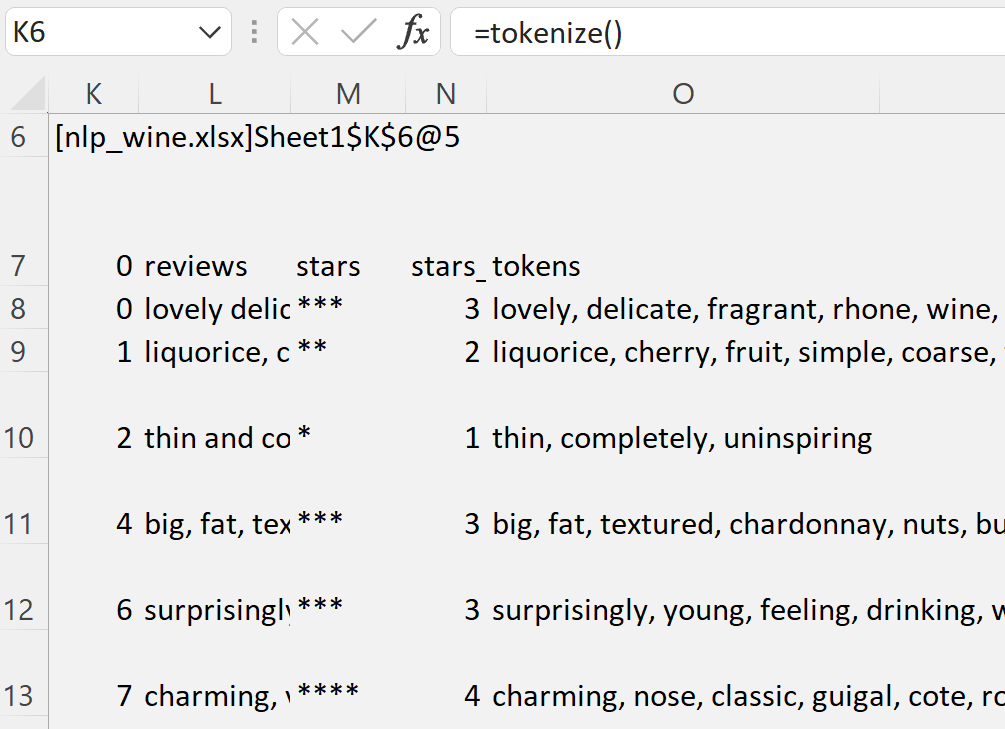 K6 fx =tokenize()
K L M N O
6 [nlp_wine.xlsx]Sheet1$K$6@5
7 0 reviews stars stars_ tokens
8 0 lovely delic *** 3 lovely, delicate, fragrant, rhone, wine,
9 1 liquorice, c ** 2 liquorice, cherry, fruit, simple, coarse,
10 2 thin and co * 1 thin, completely, uninspiring
11 4 big, fat, tex *** 3 big, fat, textured, chardonnay, nuts, bu
12 6 surprisingly *** 3 surprisingly, young, feeling, drinking, w
13 7 charming, v **** 4 charming, nose, classic, guigal, cote, ro